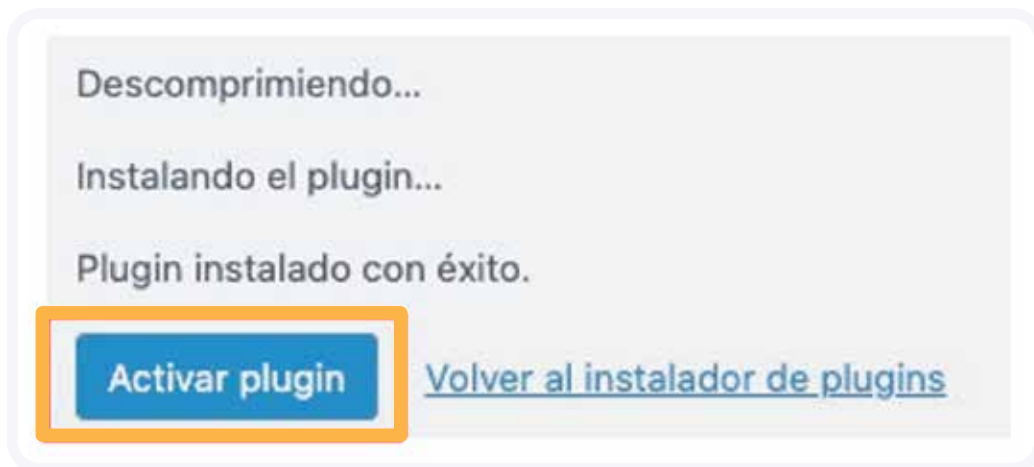 Descomprimiendo...
Instalando el plugin...
Plugin instalado con éxito.
Activar plugin Volver al instalador de plugins